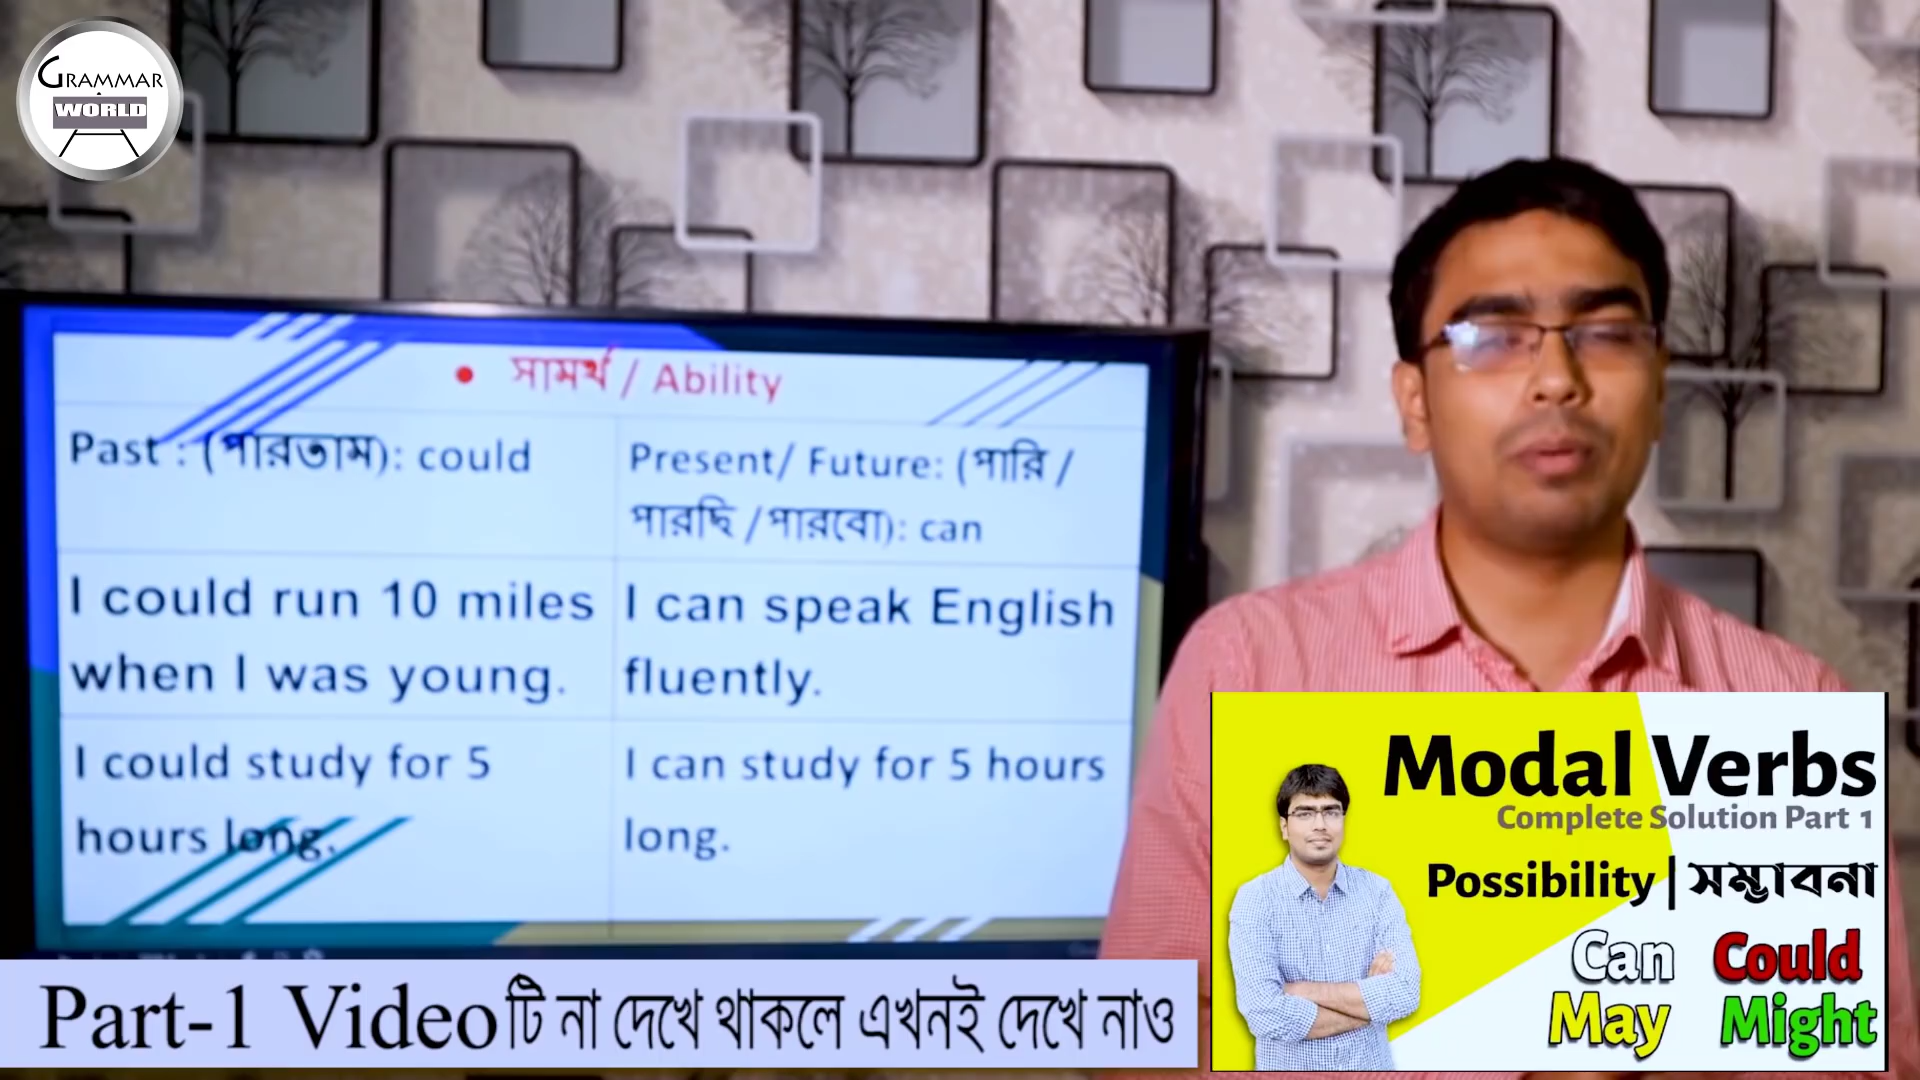 GRAMMAR
WORLD
• সামর্থ / Ability
Past : (পারতাম): could
Present/ Future: (পারি /
পারছি /পারবো): can
I could run 10 miles
when I was young.
I can speak English
fluently.
I could study for 5
hours long.
I can study for 5 hours
long.
Modal Verbs
Complete Solution Part 1
Possibility | সম্ভাবনা
Can Could
May Might
Part-1 Videoটি না দেখে থাকলে এখনই দেখে নাও